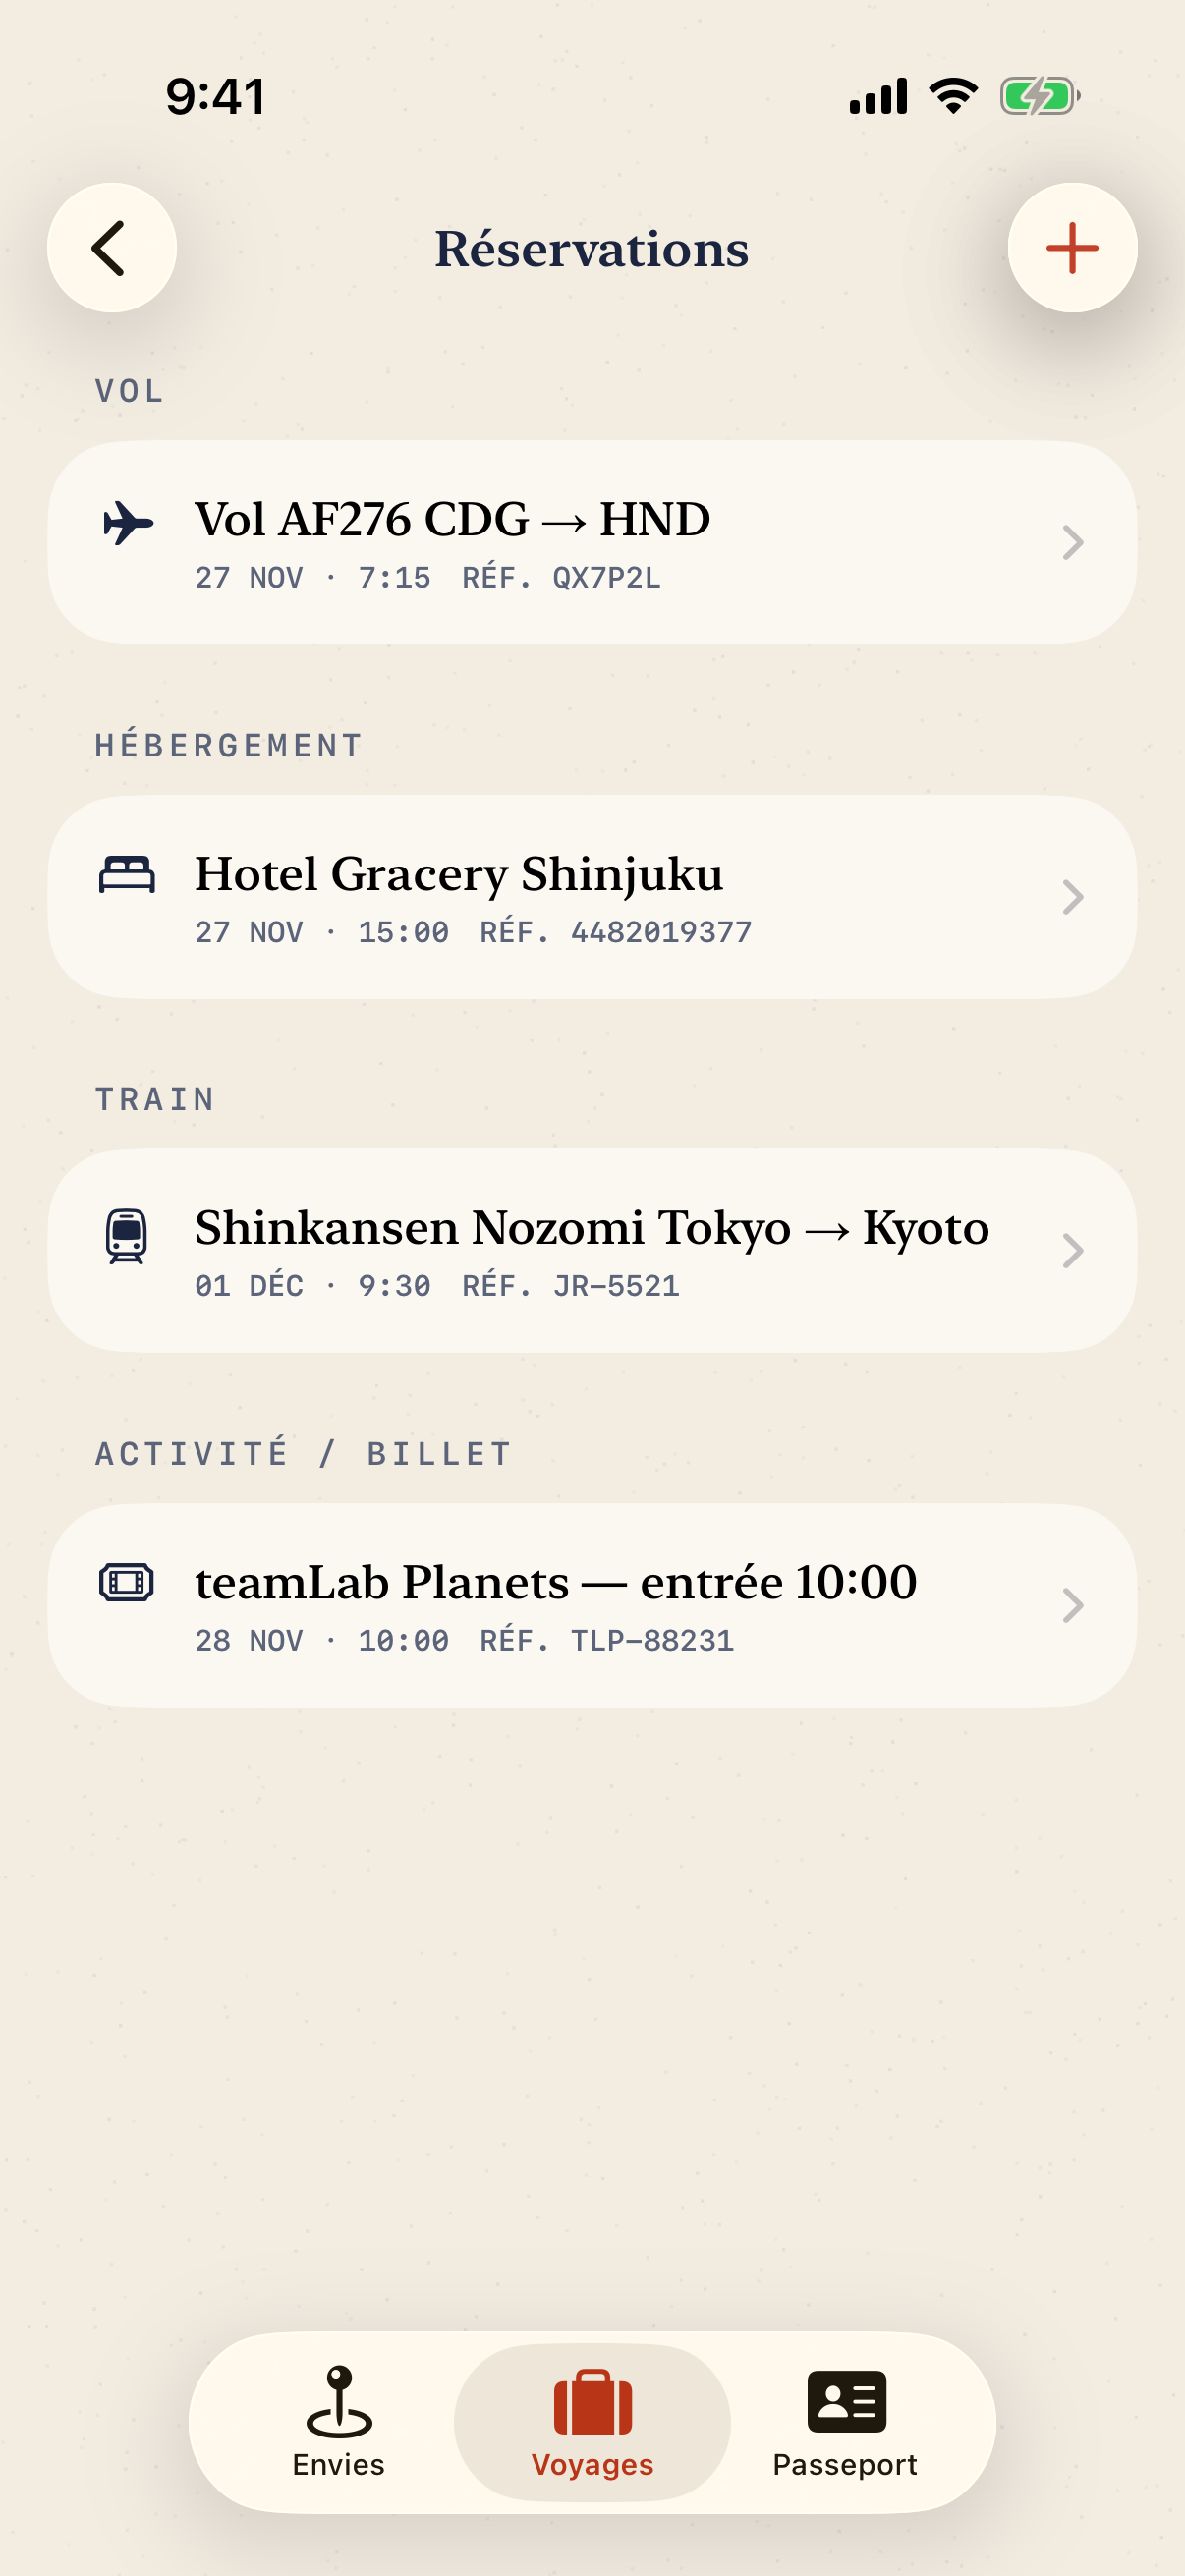 9:41
Réservations
VOL
Vol AF276 CDG → HND
27 NOV · 7:15 RÉF. QX7P2L
HÉBERGEMENT
Hotel Gracery Shinjuku
27 NOV · 15:00 RÉF. 4482019377
TRAIN
Shinkansen Nozomi Tokyo → Kyoto
01 DÉC · 9:30 RÉF. JR–5521
ACTIVITÉ / BILLET
teamLab Planets — entrée 10:00
28 NOV · 10:00 RÉF. TLP–88231
Envies Voyages Passeport